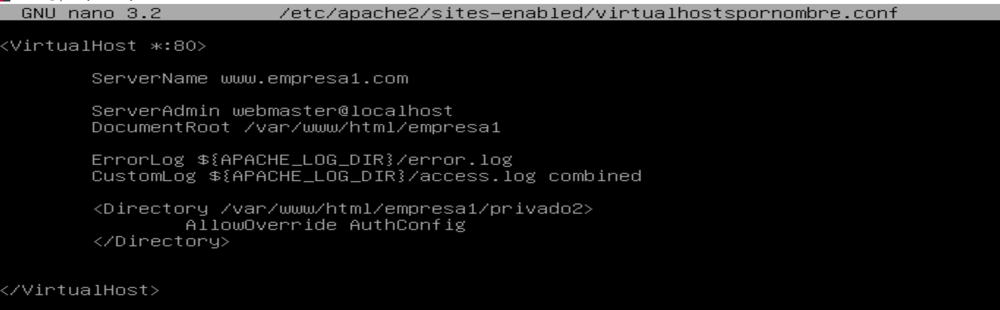 GNU nano 3.2 /etc/apache2/sites-enabled/virtualhostspornombre.conf
<VirtualHost *:80>
ServerName www.empresa1.com
ServerAdmin webmaster@localhost
DocumentRoot /var/www/html/empresa1
ErrorLog ${APACHE_LOG_DIR}/error.log
CustomLog ${APACHE_LOG_DIR}/access.log combined
<Directory /var/www/html/empresa1/privado2>
AllowOverride AuthConfig
</Directory>
</VirtualHost>